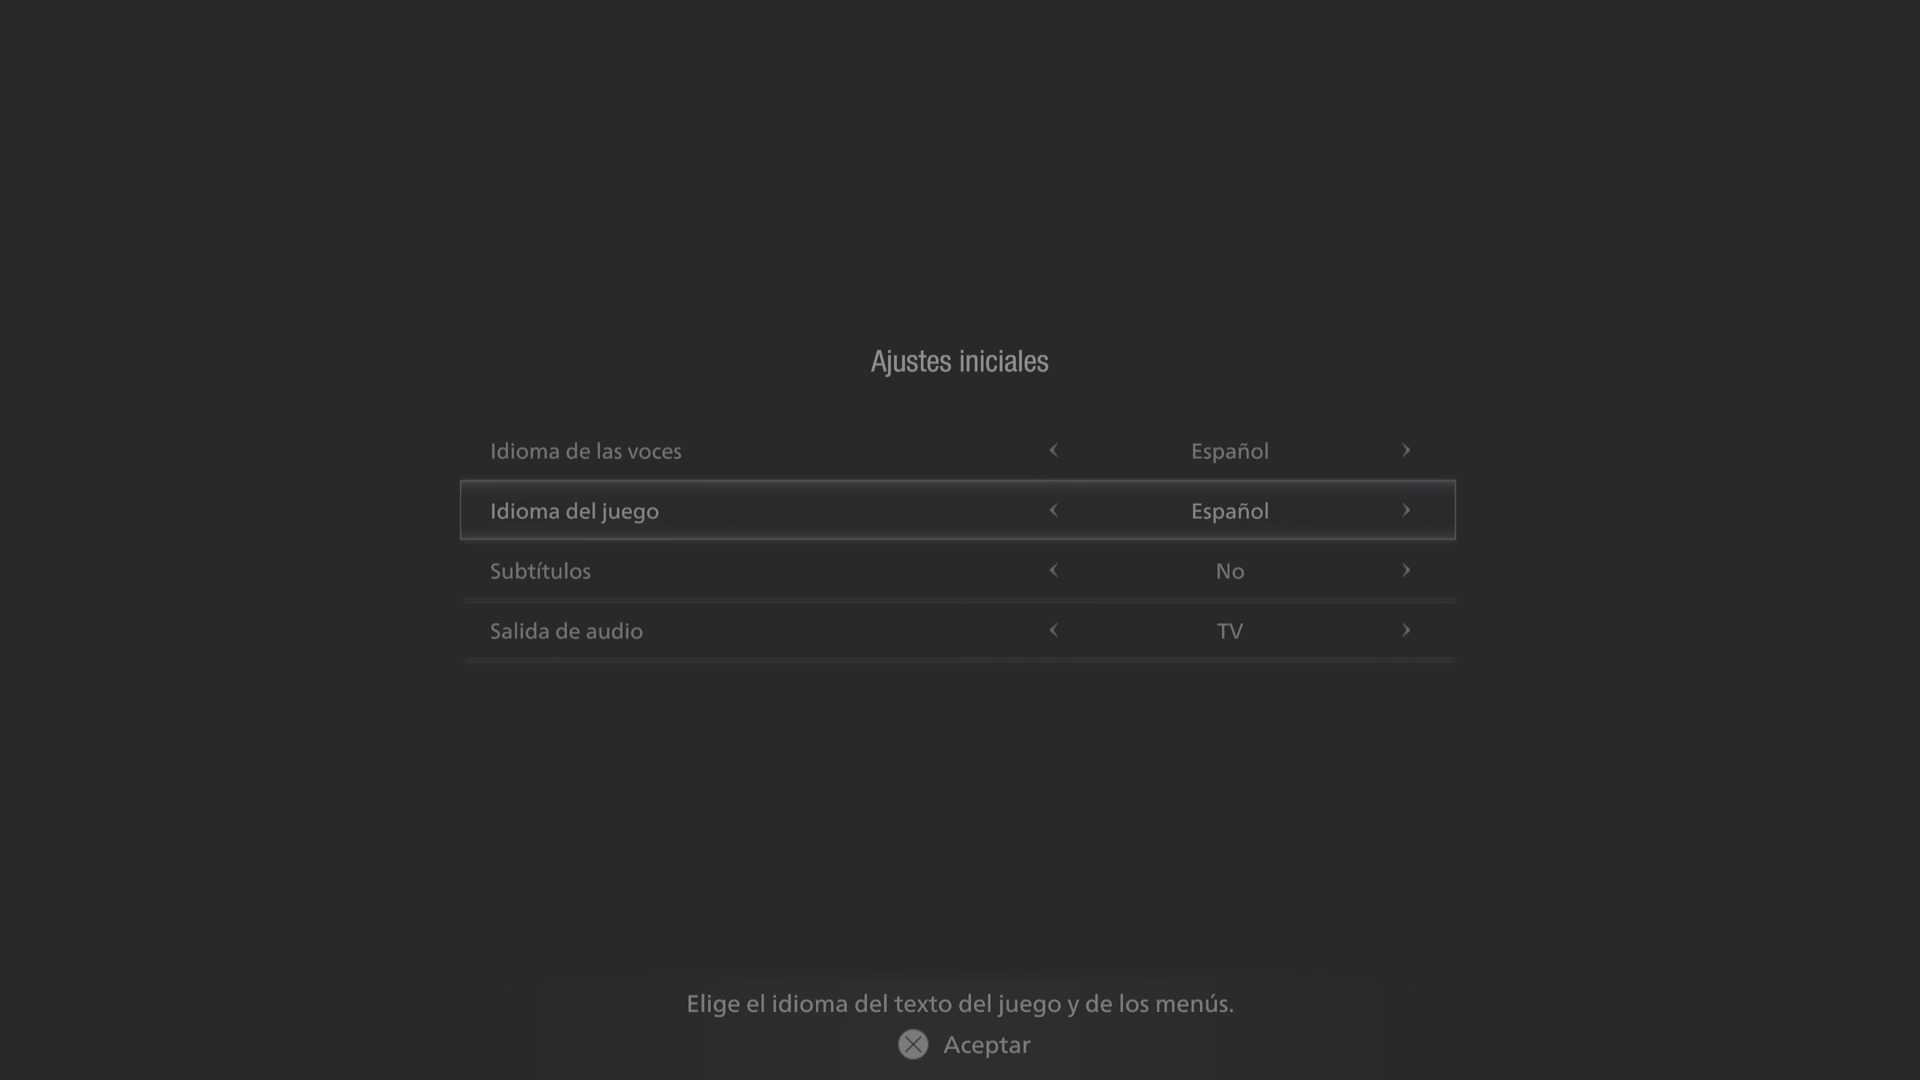 Ajustes iniciales
Idioma de las voces Español
Idioma del juego Español
Subtítulos No
Salida de audio TV
Elige el idioma del texto del juego y de los menús.
Aceptar